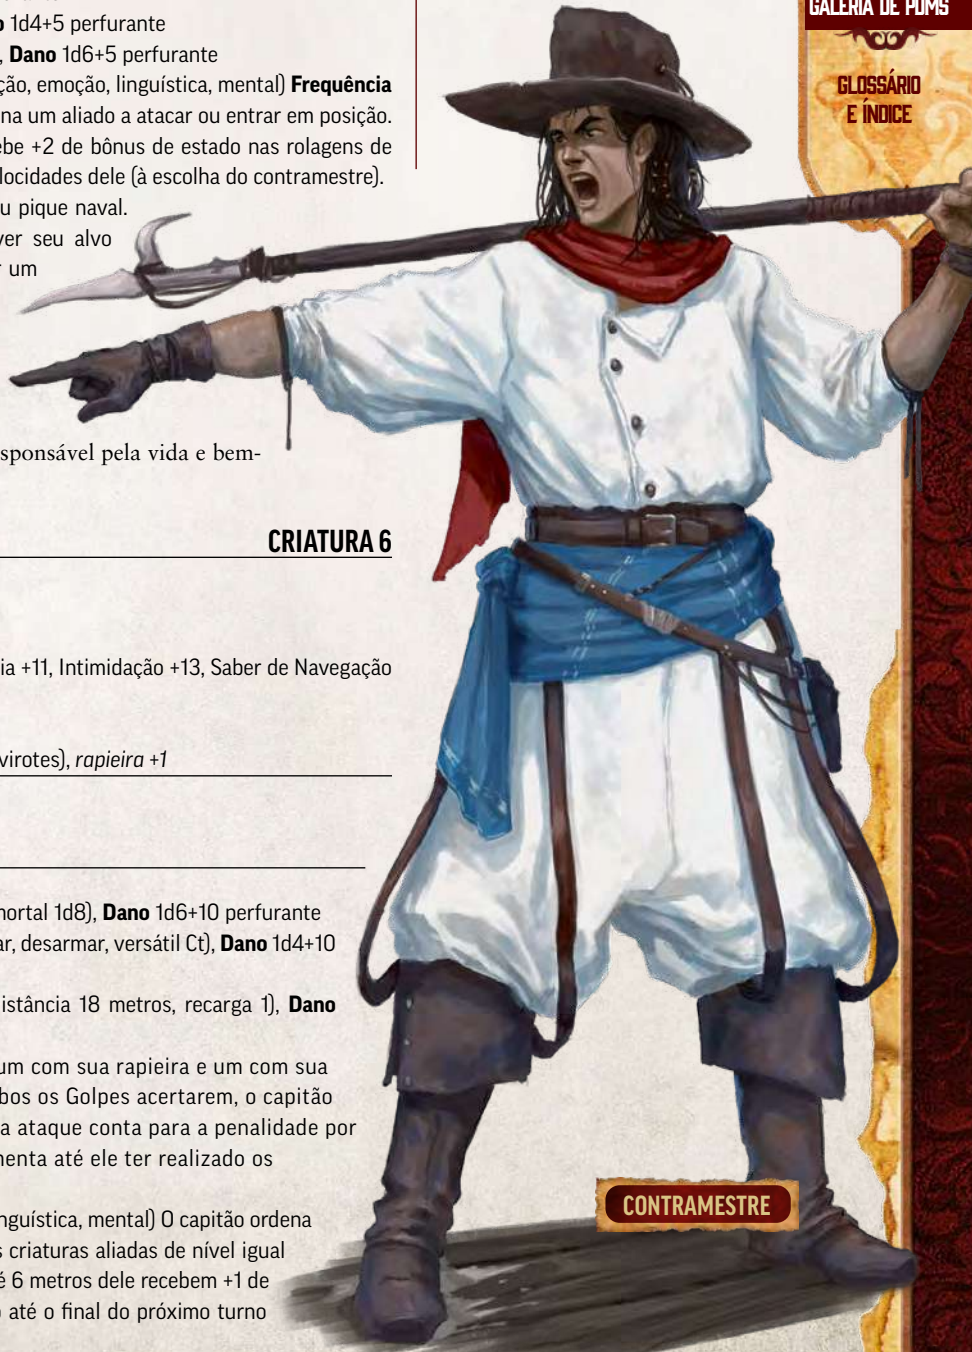 1d4+5 perfurante
, Dano 1d6+5 perfurante
ção, emoção, linguística, mental) Frequência
na um aliado a atacar ou entrar em posição.
ebe +2 de bônus de estado nas rolagens de
locidades dele (à escolha do contramestre).
u pique naval.
ver seu alvo
um
sponsável pela vida e bem-
CRIATURA 6
ia +11, Intimidação +13, Saber de Navegação
virotes), rapieira +1
mortal 1d8), Dano 1d6+10 perfurante
ar, desarmar, versátil Ct), Dano 1d4+10
istância 18 metros, recarga 1), Dano
um com sua rapieira e um com sua
bos os Golpes acertarem, o capitão
a ataque conta para a penalidade por
menta até ele ter realizado os
nguística, mental) O capitão ordena
s criaturas aliadas de nível igual
é 6 metros dele recebem +1 de
o até o final do próximo turno
GALERIA DE PDMS
GLOSSÁRIO
E ÍNDICE
CONTRAMESTRE